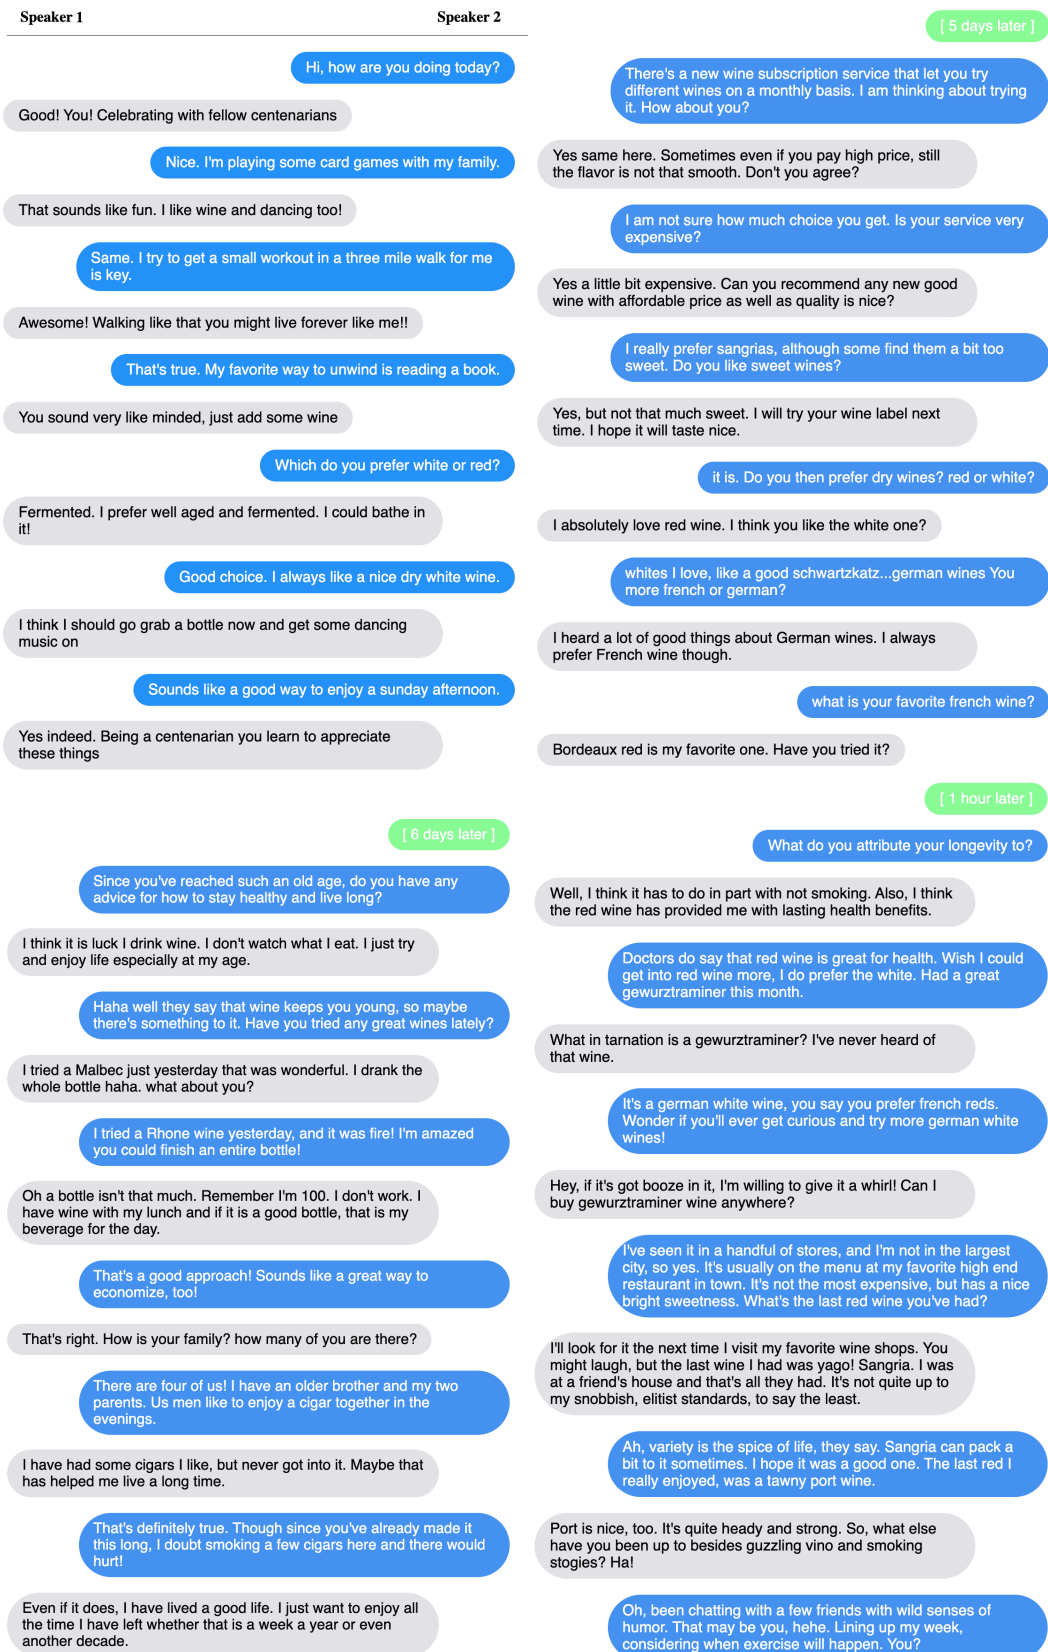 Speaker 1
Speaker 2
Hi, how are you doing today?
Good! You! Celebrating with fellow centenarians
Nice. I'm playing some card games with my family.
That sounds like fun. I like wine and dancing too!
Same. I try to get a small workout in a three mile walk for me
is key.
Awesome! Walking like that you might live forever like me!!
That's true. My favorite way to unwind is reading a book.
You sound very like minded, just add some wine
Which do you prefer white or red?
Fermented. I prefer well aged and fermented. I could bathe in
it!
Good choice. I always like a nice dry white wine.
I think I should go grab a bottle now and get some dancing
music on
Sounds like a good way to enjoy a sunday afternoon.
Yes indeed. Being a centenarian you learn to appreciate
these things
[ 6 days later ]
Since you've reached such an old age, do you have any
advice for how to stay healthy and live long?
I think it is luck I drink wine. I don't watch what I eat. I just try
and enjoy life especially at my age.
Haha well they say that wine keeps you young, so maybe
there's something to it. Have you tried any great wines lately?
I tried a Malbec just yesterday that was wonderful. I drank the
whole bottle haha. what about you?
I tried a Rhone wine yesterday, and it was fire! I'm amazed
you could finish an entire bottle!
Oh a bottle isn't that much. Remember I'm 100. I don't work. I
have wine with my lunch and if it is a good bottle, that is my
beverage for the day.
That's a good approach! Sounds like a great way to
economize, too!
That's right. How is your family? how many of you are there?
There are four of us! I have an older brother and my two
parents. Us men like to enjoy a cigar together in the
evenings.
I have had some cigars I like, but never got into it. Maybe that
has helped me live a long time.
That's definitely true. Though since you've already made it
this long, I doubt smoking a few cigars here and there would
hurt!
Even if it does, I have lived a good life. I just want to enjoy all
the time I have left whether that is a week a year or even
another decade.
[ 5 days later ]
There's a new wine subscription service that let you try
different wines on a monthly basis. I am thinking about trying
it. How about you?
Yes same here. Sometimes even if you pay high price, still
the flavor is not that smooth. Don't you agree?
I am not sure how much choice you get. Is your service very
expensive?
Yes a little bit expensive. Can you recommend any new good
wine with affordable price as well as quality is nice?
I really prefer sangrias, although some find them a bit too
sweet. Do you like sweet wines?
Yes, but not that much sweet. I will try your wine label next
time. I hope it will taste nice.
it is. Do you then prefer dry wines? red or white?
I absolutely love red wine. I think you like the white one?
whites I love, like a good schwartzkatz...german wines You
more french or german?
I heard a lot of good things about German wines. I always
prefer French wine though.
what is your favorite french wine?
Bordeaux red is my favorite one. Have you tried it?
[ 1 hour later ]
What do you attribute your longevity to?
Well, I think it has to do in part with not smoking. Also, I think
the red wine has provided me with lasting health benefits.
Doctors do say that red wine is great for health. Wish I could
get into red wine more, I do prefer the white. Had a great
gewurztraminer this month.
What in tarnation is a gewurztraminer? I've never heard of
that wine.
It's a german white wine, you say you prefer french reds.
Wonder if you'll ever get curious and try more german white
wines!
Hey, if it's got booze in it, I'm willing to give it a whirl! Can I
buy gewurztraminer wine anywhere?
I've seen it in a handful of stores, and I'm not in the largest
city, so yes. It's usually on the menu at my favorite high end
restaurant in town. It's not the most expensive, but has a nice
bright sweetness. What's the last red wine you've had?
I'll look for it the next time I visit my favorite wine shops. You
might laugh, but the last wine I had was yago! Sangria. I was
at a friend's house and that's all they had. It's not quite up to
my snobbish, elitist standards, to say the least.
Ah, variety is the spice of life, they say. Sangria can pack a
bit to it sometimes. I hope it was a good one. The last red I
really enjoyed, was a tawny port wine.
Port is nice, too. It's quite heady and strong. So, what else
have you been up to besides guzzling vino and smoking
stogies? Ha!
Oh, been chatting with a few friends with wild senses of
humor. That may be you, hehe. Lining up my week,
considering when exercise will happen. You?